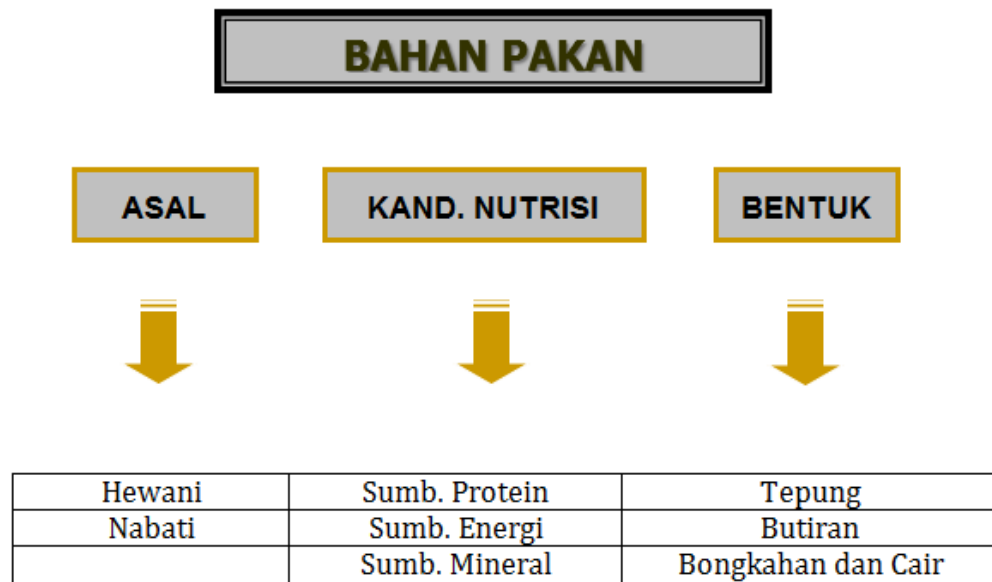 BAHAN PAKAN
ASAL
KAND. NUTRISI
BENTUK
Hewani Sumb. Protein Tepung
Nabati Sumb. Energi Butiran
Sumb. Mineral Bongkahan dan Cair